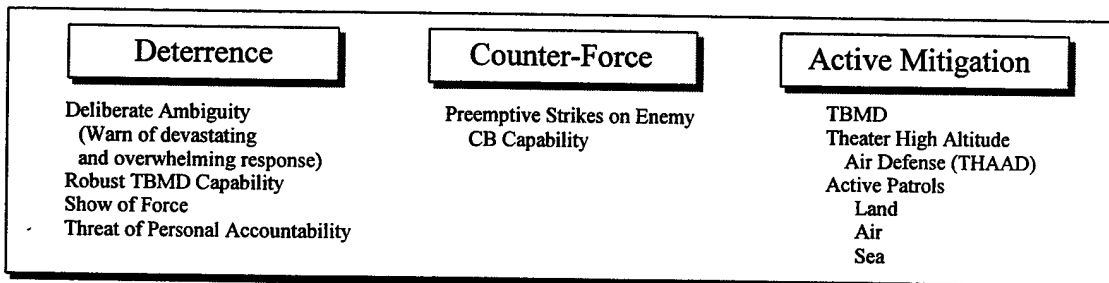 Deterrence
Deliberate Ambiguity
(Warn of devastating
and overwhelming response)
Robust TBMD Capability
Show of Force
Threat of Personal Accountability
Counter-Force
Preemptive Strikes on Enemy
CB Capability
Active Mitigation
TBMD
Theater High Altitude
Air Defense (THAAD)
Active Patrols
Land
Air
Sea